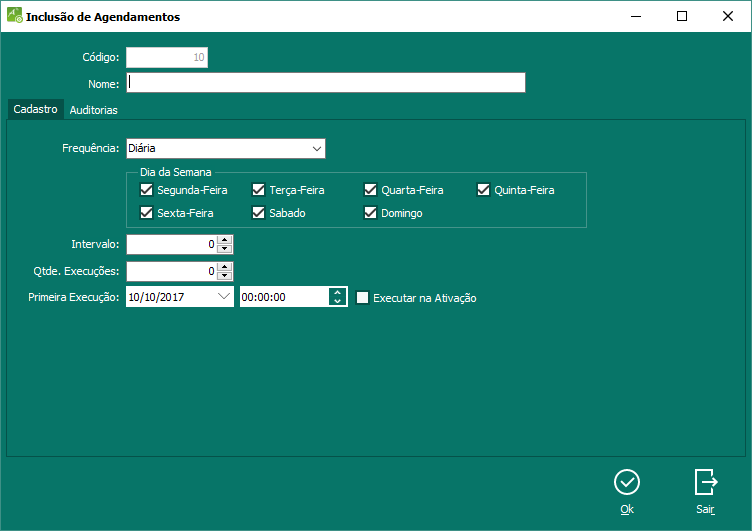 Inclusão de Agendamentos
Código: 10
Nome:
Cadastro Auditorias
Frequência: Diária
Dia da Semana
Segunda-Feira Terça-Feira Quarta-Feira Quinta-Feira
Sexta-Feira Sabado Domingo
Intervalo: 0
Qtde. Execuções: 0
Primeira Execução: 10/10/2017 00:00:00 Executar na Ativação
Ok Sair